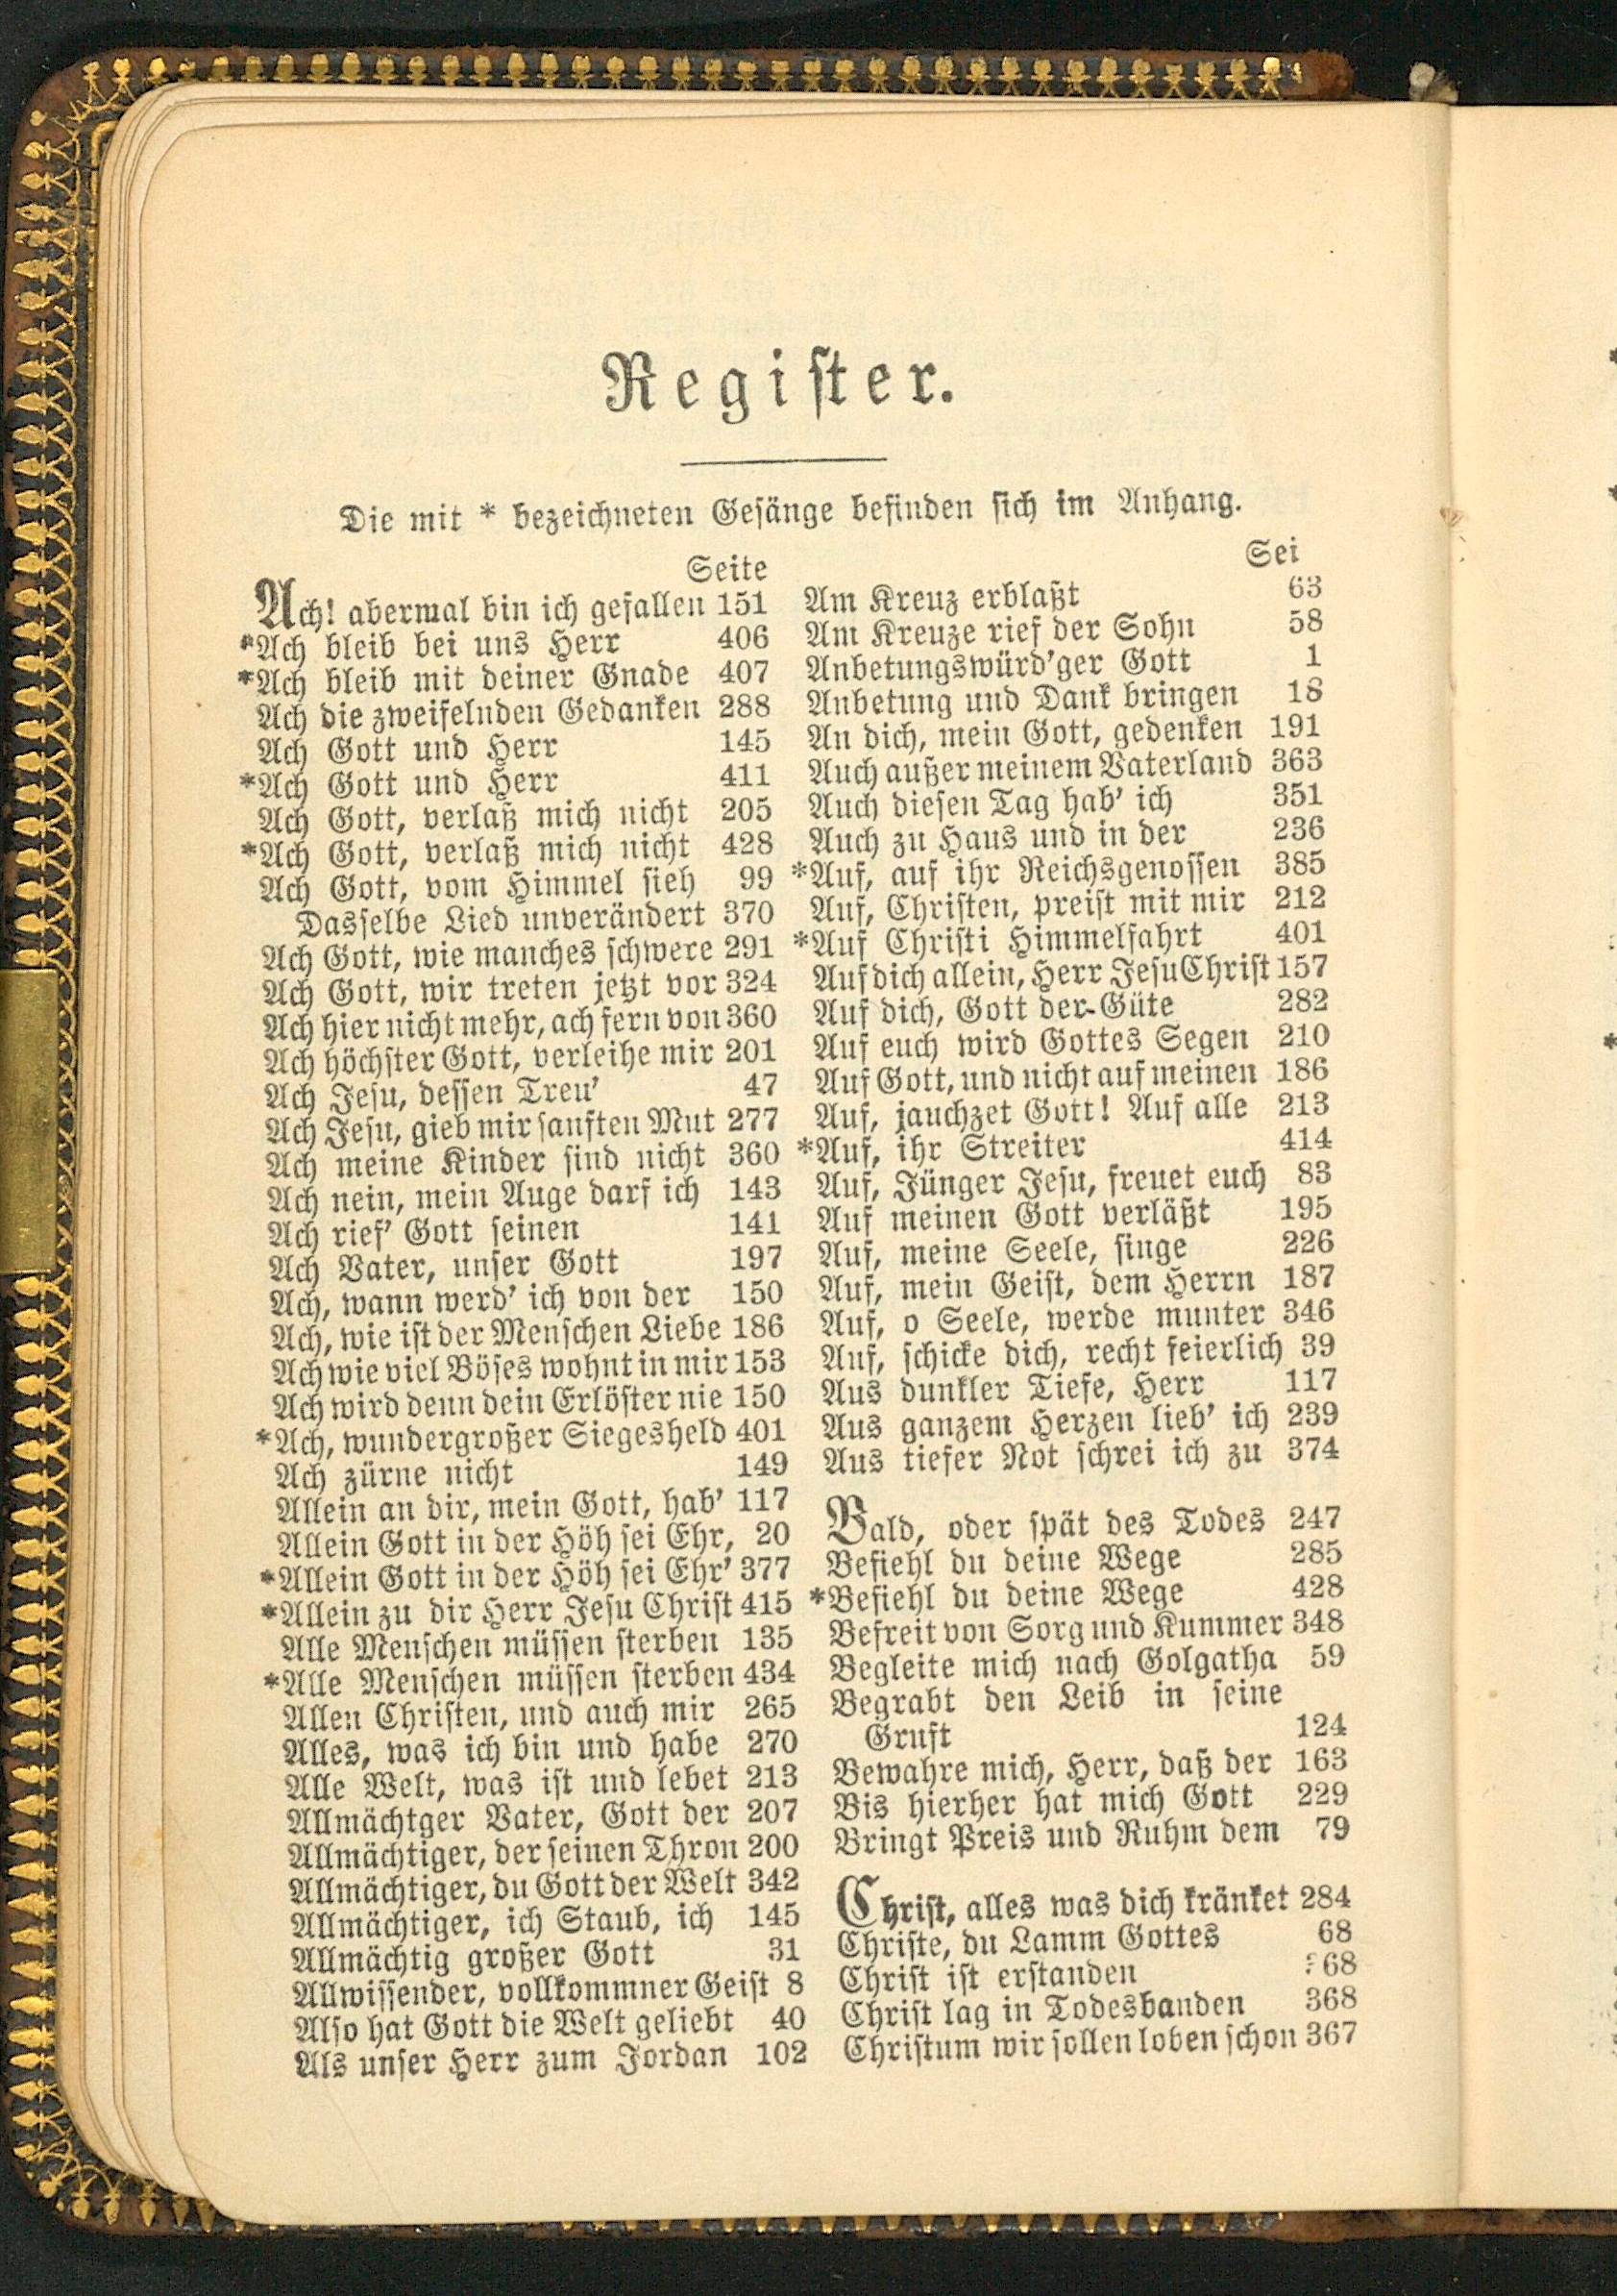 Register.
Die mit * bezeichneten Gesänge befinden sich im Anhang.
Seite
Ach! abermal bin ich gefallen 151
*Ach bleib bei uns Herr 406
*Ach bleib mit deiner Gnade 407
Ach die zweifelnden Gedanken 288
Ach Gott und Herr 145
*Ach Gott und Herr 411
Ach Gott, verlaß mich nicht 205
*Ach Gott, verlaß mich nicht 428
Ach Gott, vom Himmel sieh 99
Dasselbe Lied unverändert 370
Ach Gott, wie manches schwere 291
Ach Gott, wir treten jetzt vor 324
Ach hier nicht mehr, ach fern von 360
Ach höchster Gott, verleihe mir 201
Ach Jesu, dessen Treu' 47
Ach Jesu, gieb mir sanften Mut 277
Ach meine Kinder sind nicht 360
Ach nein, mein Auge darf ich 143
Ach rief' Gott seinen 141
Ach Vater, unser Gott 197
Ach, wann werd' ich von der 150
Ach, wie ist der Menschen Liebe 186
Ach wie viel Böses wohnt in mir 153
Ach wird denn dein Erlöster nie 150
*Ach, wundergroßer Siegesheld 401
Ach zürne nicht 149
Allein an dir, mein Gott, hab' 117
Allein Gott in der Höh sei Ehr, 20
*Allein Gott in der Höh sei Ehr' 377
*Allein zu dir Herr Jesu Christ 415
Alle Menschen müssen sterben 135
*Alle Menschen müssen sterben 434
Allen Christen, und auch mir 265
Alles, was ich bin und habe 270
Alle Welt, was ist und lebet 213
Allmächtger Vater, Gott der 207
Allmächtiger, der seinen Thron 200
Allmächtiger, du Gott der Welt 342
Allmächtiger, ich Staub, ich 145
Allmächtig großer Gott 31
Allwissender, vollkommner Geist 8
Also hat Gott die Welt geliebt 40
Als unser Herr zum Jordan 102
Sei
Am Kreuz erblaßt 63
Am Kreuze rief der Sohn 58
Anbetungswürd'ger Gott 1
Anbetung und Dank bringen 18
An dich, mein Gott, gedenken 191
Auch außer meinem Vaterland 363
Auch diesen Tag hab' ich 351
Auch zu Haus und in der 236
*Auf, auf ihr Reichsgenossen 385
Auf, Christen, preist mit mir 212
*Auf Christi Himmelfahrt 401
Auf dich allein, Herr Jesu Christ 157
Auf dich, Gott der-Güte 282
Auf euch wird Gottes Segen 210
Auf Gott, und nicht auf meinen 186
Auf, jauchzet Gott! Auf alle 213
*Auf, ihr Streiter 414
Auf, Jünger Jesu, freuet euch 83
Auf meinen Gott verläßt 195
Auf, meine Seele, singe 226
Auf, mein Geist, dem Herrn 187
Auf, o Seele, werde munter 346
Auf, schicke dich, recht feierlich 39
Aus dunkler Tiefe, Herr 117
Aus ganzem Herzen lieb' ich 239
Aus tiefer Not schrei ich zu 374
Bald, oder spät des Todes 247
Befiehl du deine Wege 285
*Befiehl du deine Wege 428
Befreit von Sorg und Kummer 348
Begleite mich nach Golgatha 59
Begrabt den Leib in seine
Gruft 124
Bewahre mich, Herr, daß der 163
Bis hierher hat mich Gott 229
Bringt Preis und Ruhm dem 79
Christ, alles was dich kränket 284
Christe, du Lamm Gottes 68
Christ ist erstanden 368
Christ lag in Todesbanden 368
Christum wir sollen loben schon 367